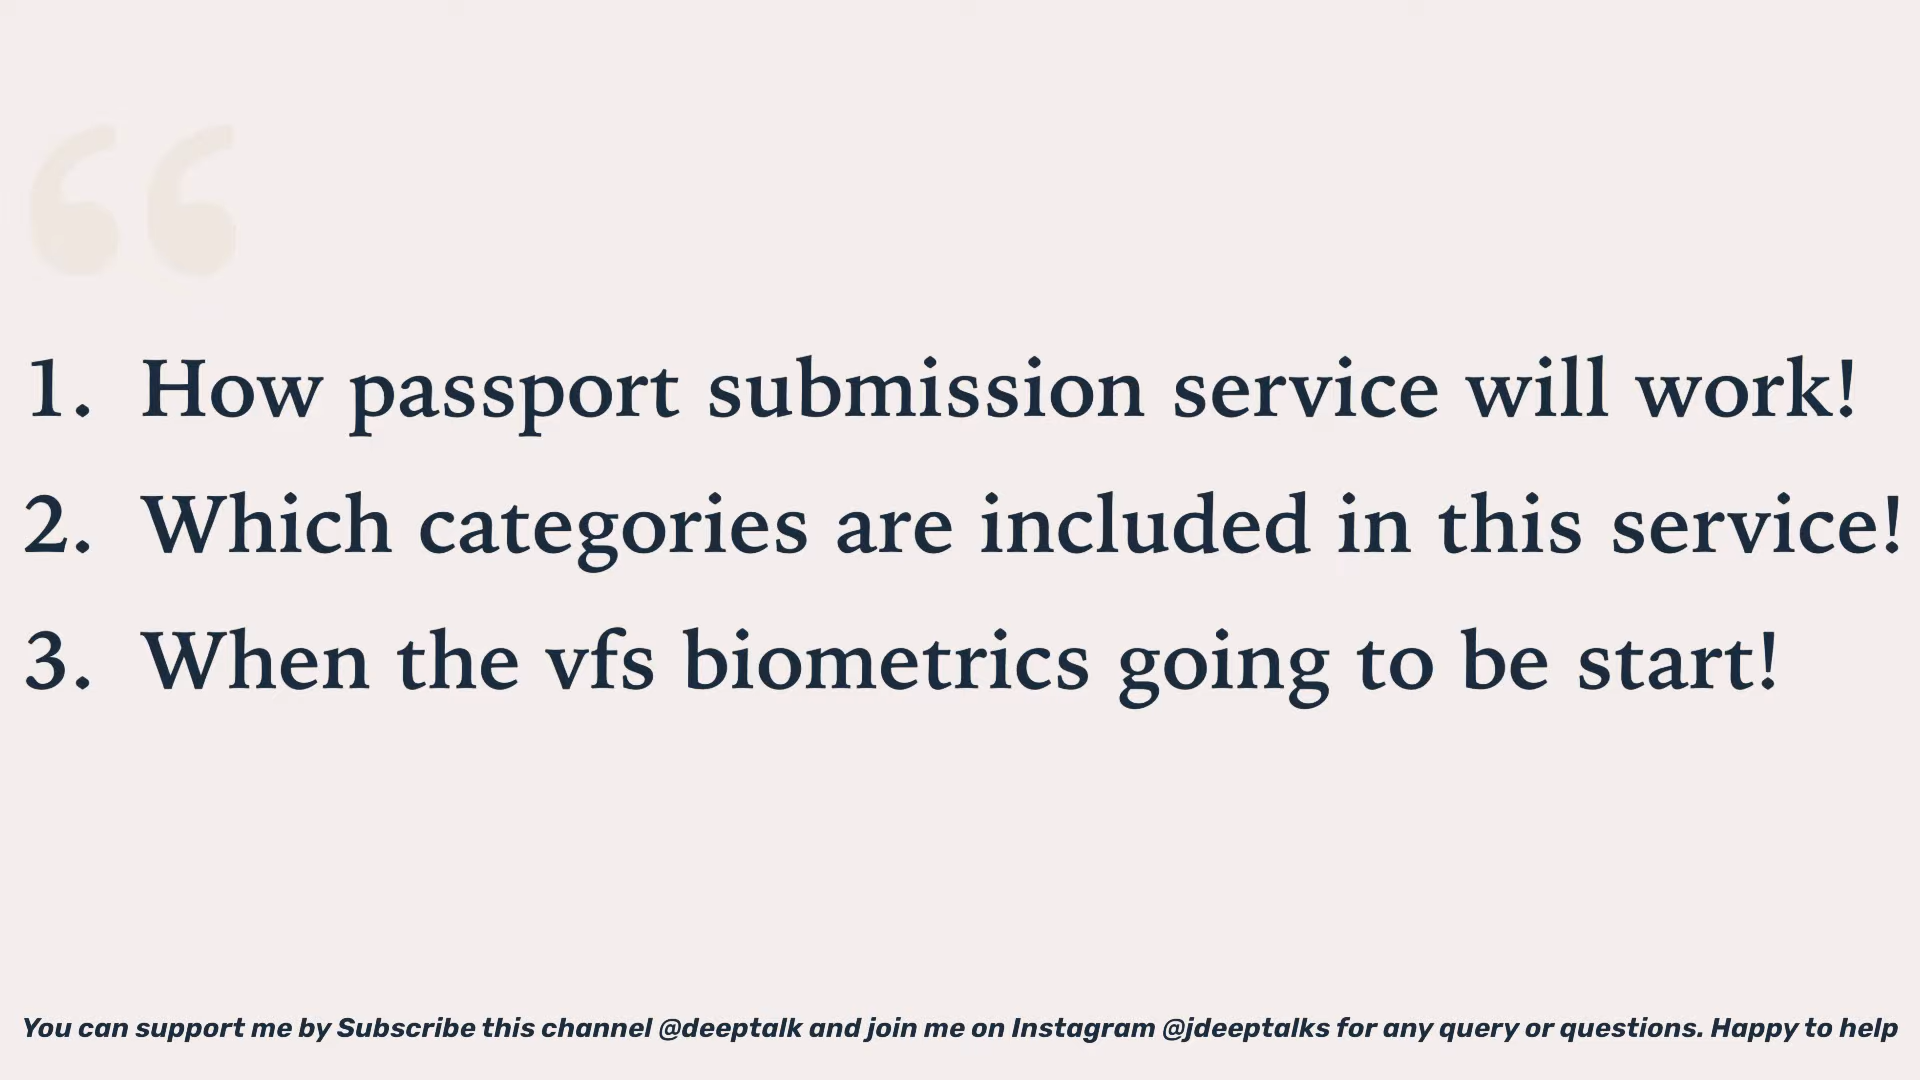 1. How passport submission service will work!
2. Which categories are included in this service!
3. When the vfs biometrics going to be start!
You can support me by Subscribe this channel @deeptalk and join me on Instagram @jdeeptalks for any query or questions. Happy to help